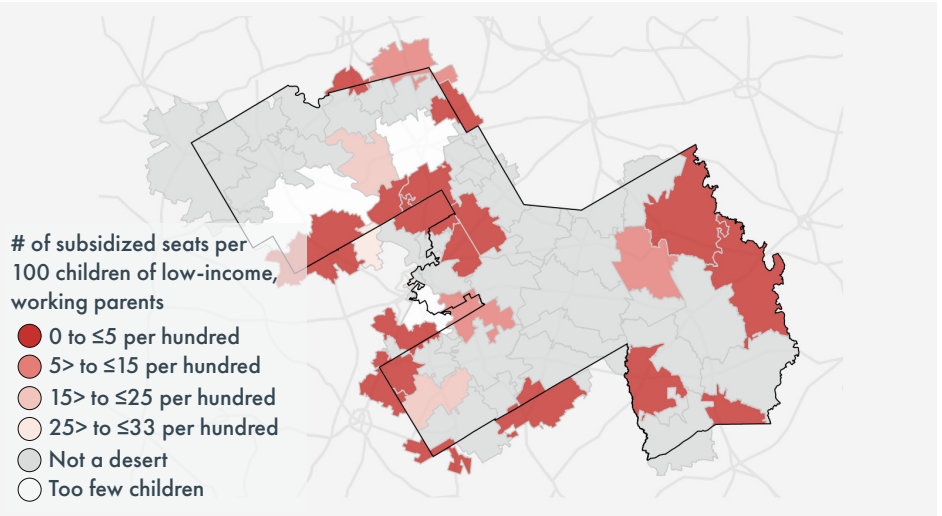 # of subsidized seats per
100 children of low-income,
working parents
0 to ≤5 per hundred
5> to ≤15 per hundred
15> to ≤25 per hundred
25> to ≤33 per hundred
Not a desert
Too few children